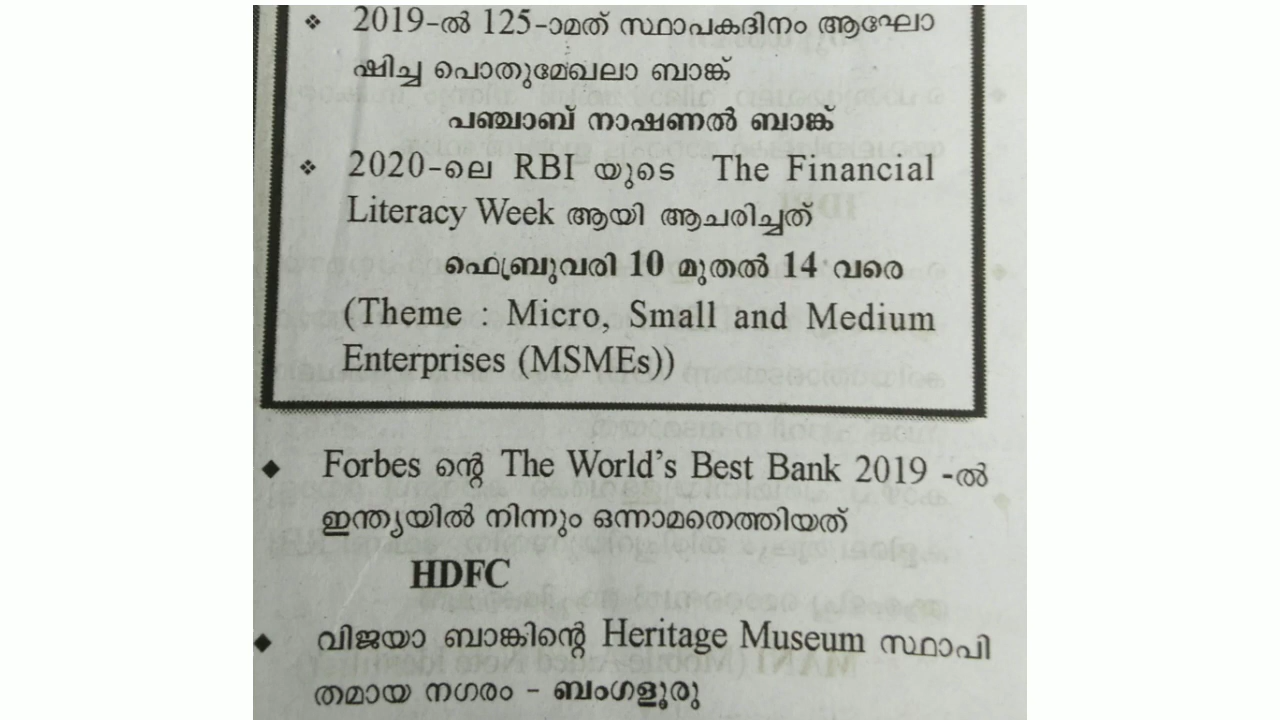 ❖ 2019-ൽ 125-ാമത് സ്ഥാപകദിനം ആഘോ
ഷിച്ച പൊതുമേഖലാ ബാങ്ക്
പഞ്ചാബ് നാഷണൽ ബാങ്ക്
❖ 2020-ലെ RBI യുടെ The Financial
Literacy Week ആയി ആചരിച്ചത്
ഫെബ്രുവരി 10 മുതൽ 14 വരെ
(Theme : Micro, Small and Medium
Enterprises (MSMEs))
◆ Forbes ന്റെ The World's Best Bank 2019 -ൽ
ഇന്ത്യയിൽ നിന്നും ഒന്നാമതെത്തിയത്
HDFC
◆ വിജയാ ബാങ്കിന്റെ Heritage Museum സ്ഥാപി
തമായ നഗരം - ബംഗളൂരു